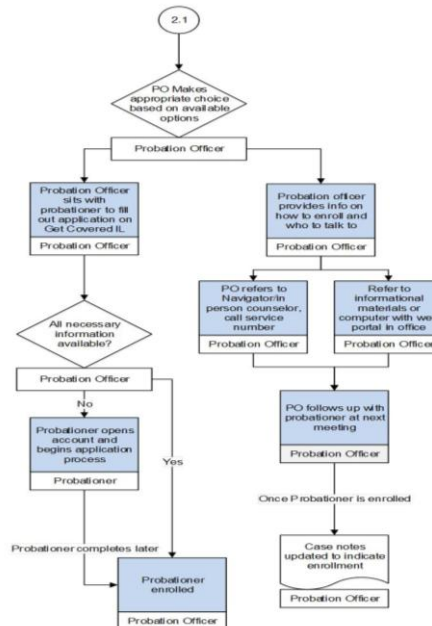 2.1
PO Makes
appropriate choice
based on available
options
Probation Officer
Probation Officer
sits with
probationer to fill
out application on
Get Covered IL
Probation Officer
Probation officer
provides info on
how to enroll and
who to talk to
Probation Officer
PO refers to
Navigator/in
person counselor,
call service
number
Probation Officer
Refer to
informational
materials or
computer with we
portal in office
Probation Officer
All necessary
information
available?
Probation Officer
No
Yes
Probationer opens
account and
begins application
process
Probationer
PO follows up with
probationer at next
meeting
Probation Officer
Once Probationer is enrolled
Probationer completes later
Probationer
enrolled
Probation Officer
Case notes
updated to indicate
enrollment
Probation Officer